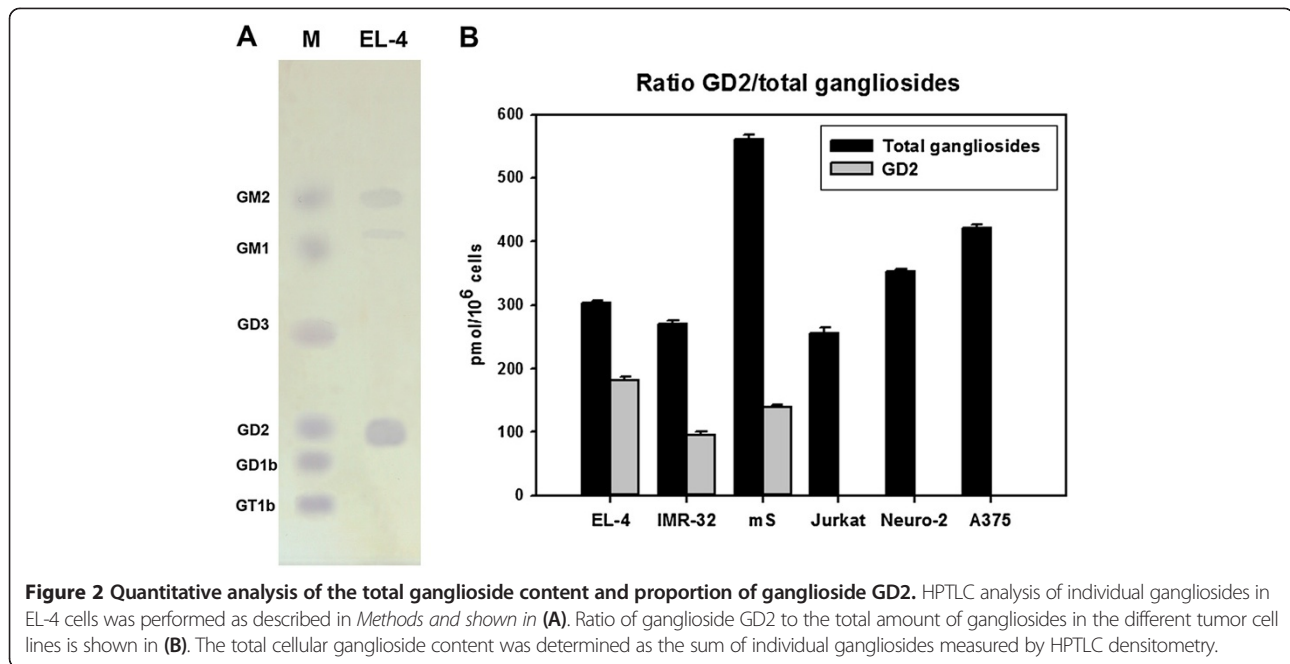 A
M EL-4
GM2
GM1
GD3
GD2
GD1b
GT1b
B
Ratio GD2/total gangliosides
600
500
400
300
200
100
0
pmol/10⁶ cells
Total gangliosides
GD2
EL-4 IMR-32 mS Jurkat Neuro-2 A375
Figure 2 Quantitative analysis of the total ganglioside content and proportion of ganglioside GD2. HPTLC analysis of individual gangliosides in
EL-4 cells was performed as described in Methods and shown in (A). Ratio of ganglioside GD2 to the total amount of gangliosides in the different tumor cell
lines is shown in (B). The total cellular ganglioside content was determined as the sum of individual gangliosides measured by HPTLC densitometry.